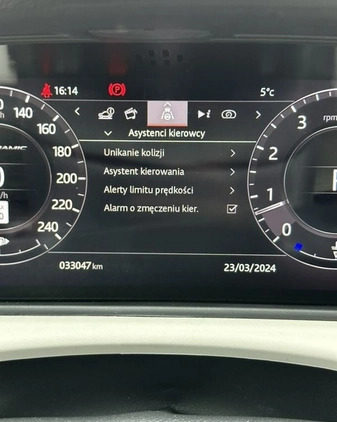 16:14
5°c
140
160
180
200
220
240
Asystenci kierowcy
Unikanie kolizji
Asystent kierowania
Alerty limitu prędkości
Alarm o zmęczeniu kier.
3
rpm
2
1
0
033047 km
23/03/2024